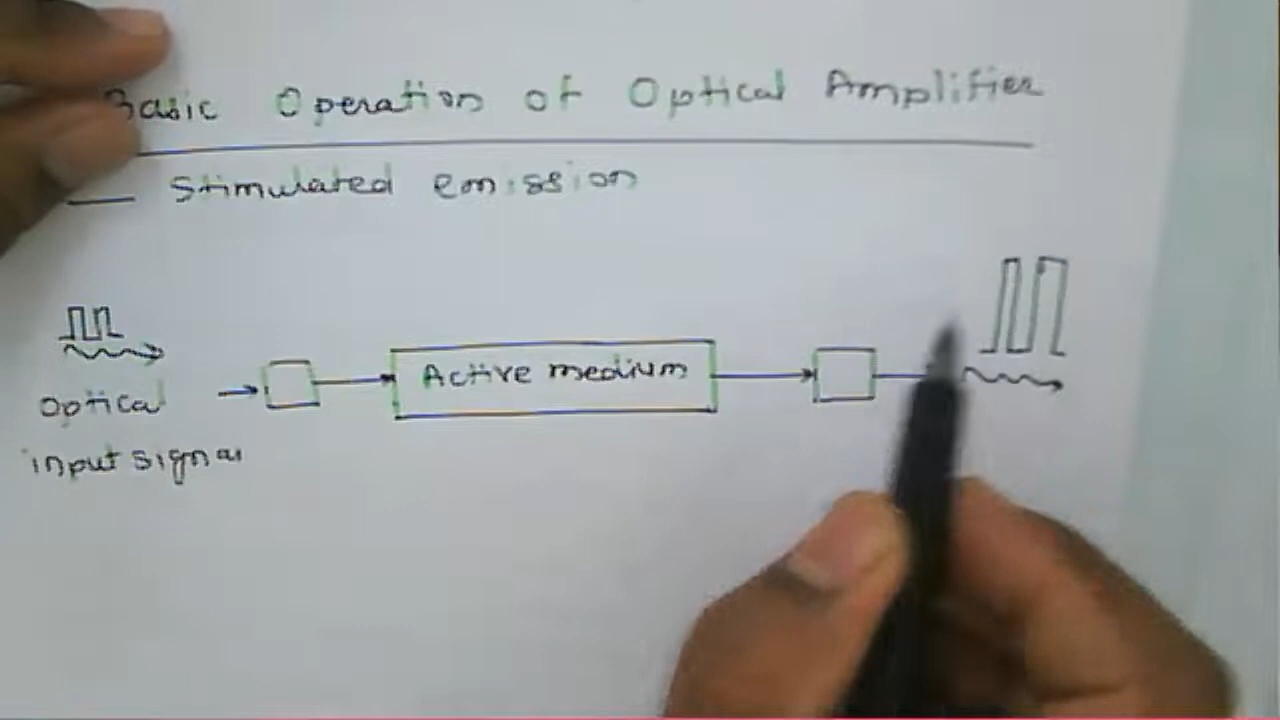 Basic Operation of Optical Amplifier
Stimulated emission
Active medium
Optical
input signal